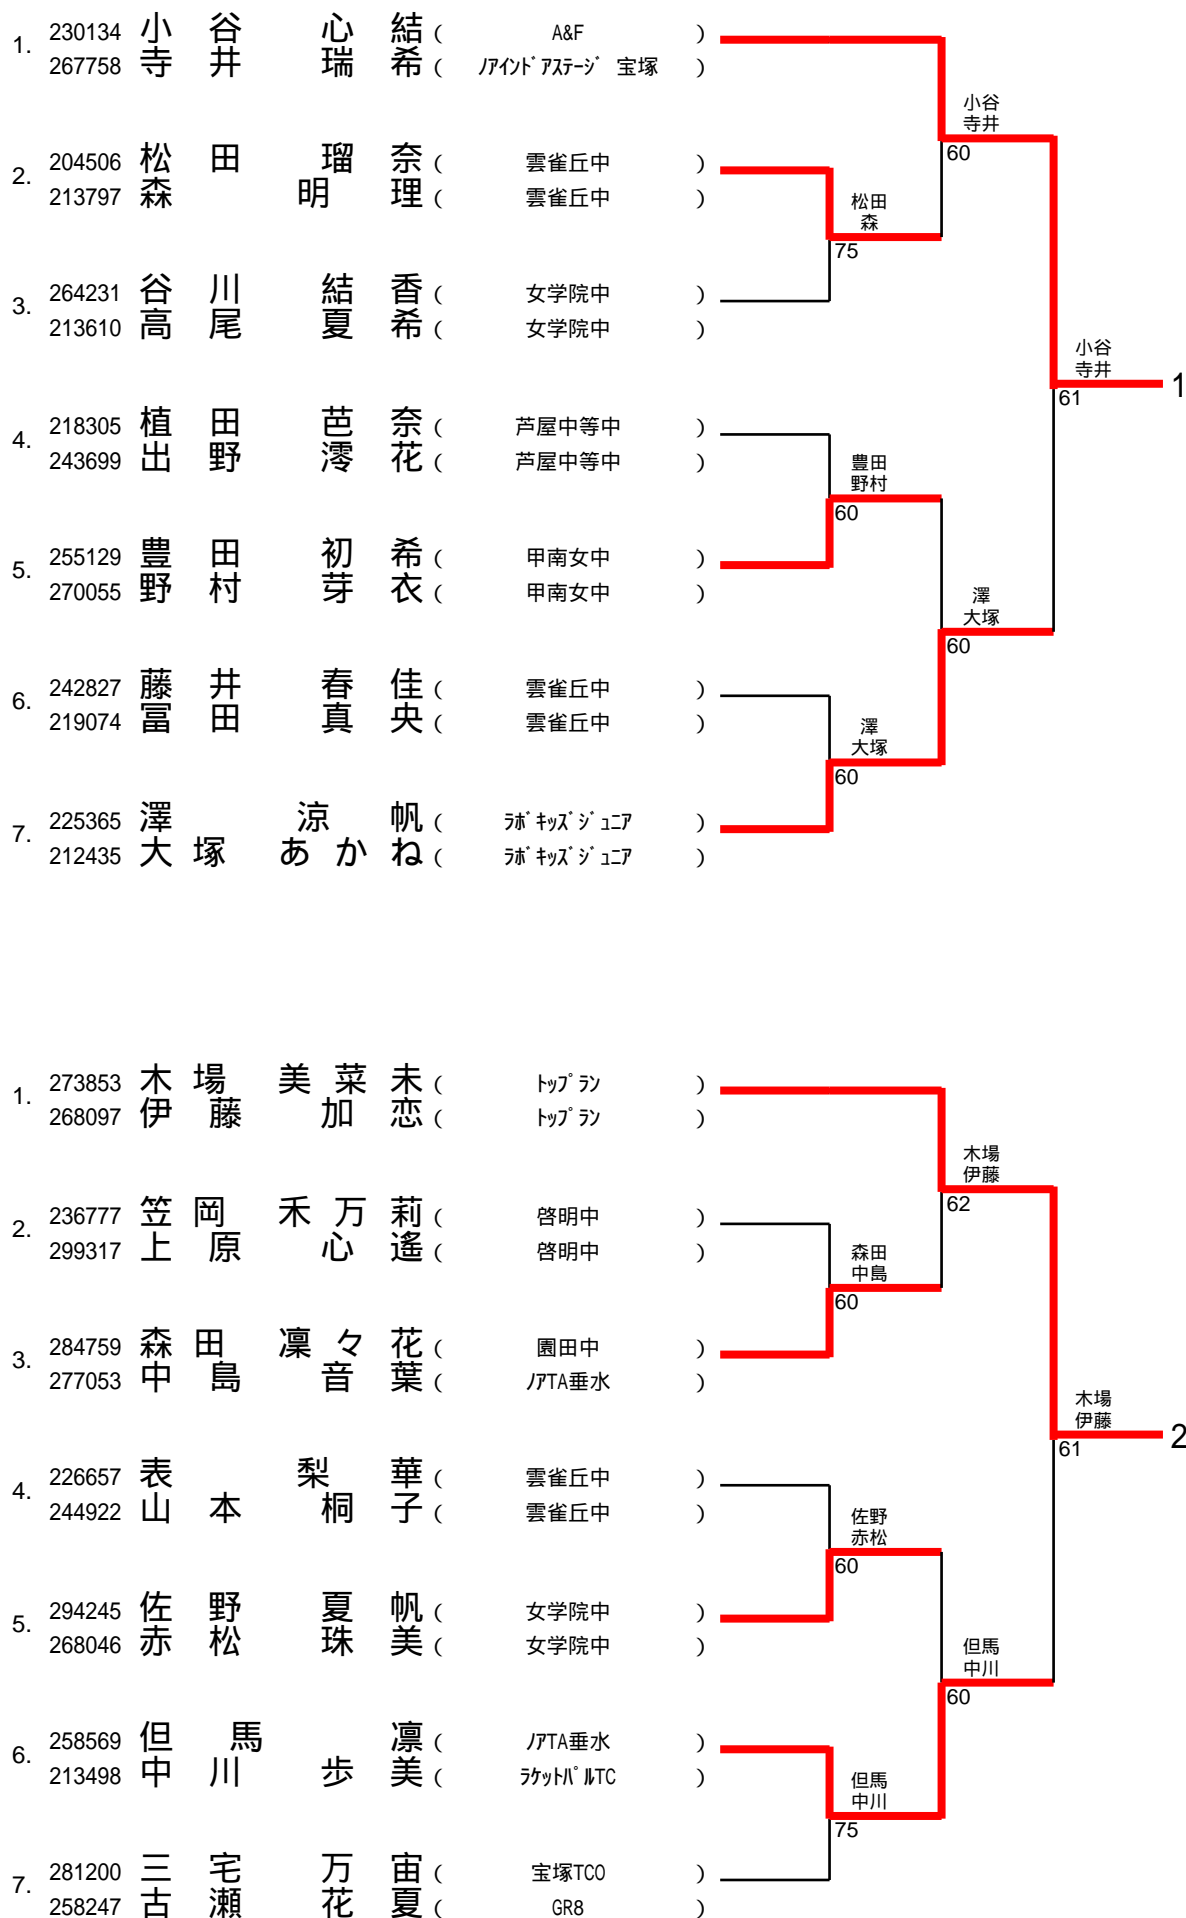 1. 230134 小谷 心結 ( A&F )
267758 寺井 瑞希 ( ﾉｱｲﾝﾄﾞｱｽﾃｰｼﾞ宝塚 )
小谷
寺井
60
2. 204506 松田 瑠奈 ( 雲雀丘中 )
213797 森 明理 ( 雲雀丘中 )
松田
森
75
3. 264231 谷川 結香 ( 女学院中 )
213610 高尾 夏希 ( 女学院中 )
小谷
寺井
61
1
4. 218305 植田 芭奈 ( 芦屋中等中 )
243699 出野 澪花 ( 芦屋中等中 )
豊田
野村
60
5. 255129 豊田 初希 ( 甲南女中 )
270055 野村 芽衣 ( 甲南女中 )
澤
大塚
60
6. 242827 藤井 春佳 ( 雲雀丘中 )
219074 冨田 真央 ( 雲雀丘中 )
澤
大塚
60
7. 225365 澤 涼帆 ( ﾗﾎﾞｷｯｽﾞｼﾞｭﾆｱ )
212435 大塚 あかね ( ﾗﾎﾞｷｯｽﾞｼﾞｭﾆｱ )
1. 273853 木場 美菜未 ( ﾄｯﾌﾟﾗﾝ )
268097 伊藤 加恋 ( ﾄｯﾌﾟﾗﾝ )
木場
伊藤
62
2. 236777 笠岡 禾万莉 ( 啓明中 )
299317 上原 心遙 ( 啓明中 )
森田
中島
60
3. 284759 森田 凜々花 ( 園田中 )
277053 中島 音葉 ( ﾉｱTA垂水 )
木場
伊藤
61
2
4. 226657 表 梨華 ( 雲雀丘中 )
244922 山本 桐子 ( 雲雀丘中 )
佐野
赤松
60
5. 294245 佐野 夏帆 ( 女学院中 )
268046 赤松 珠美 ( 女学院中 )
但馬
中川
60
6. 258569 但馬 凛 ( ﾉｱTA垂水 )
213498 中川 歩美 ( ﾗｹｯﾄﾊﾟﾙTC )
但馬
中川
75
7. 281200 三宅 万宙 ( 宝塚TCO )
258247 古瀬 花夏 ( GR8 )